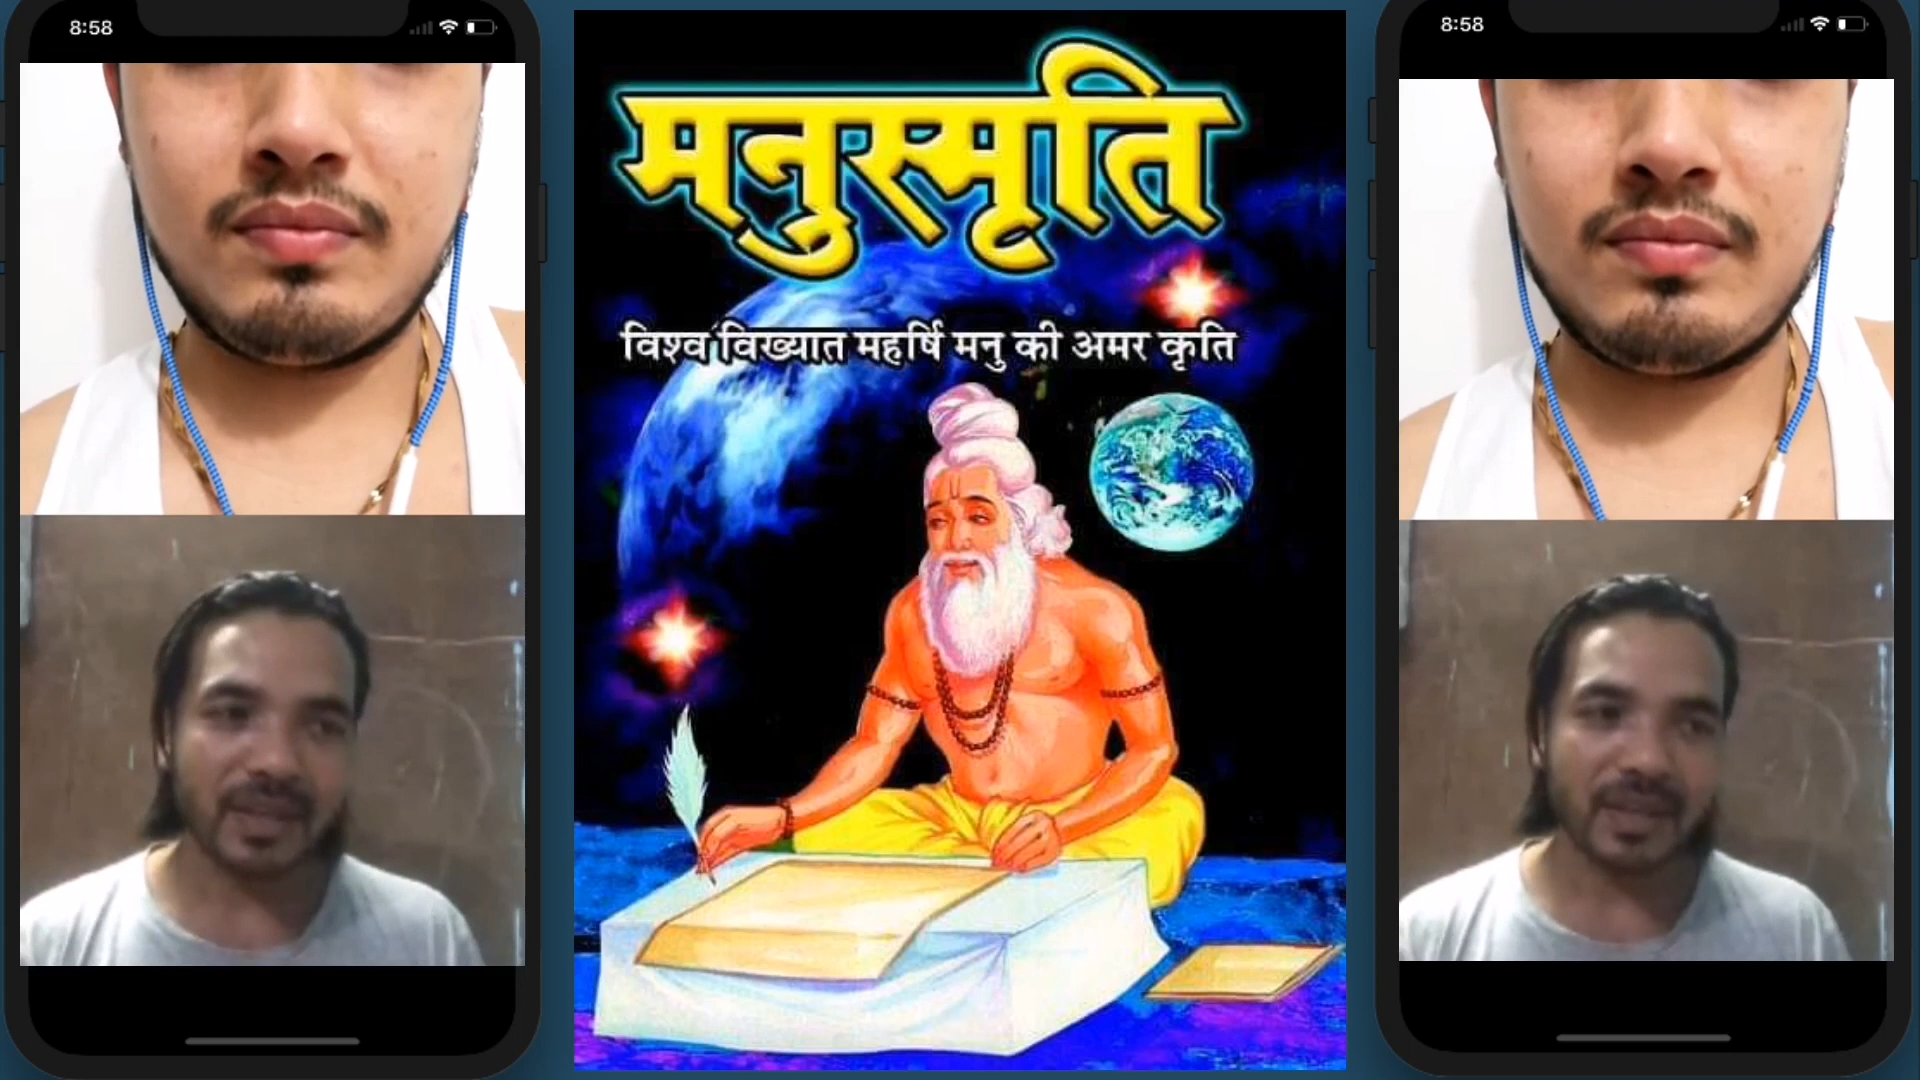 8:58
मनुस्मृति
विश्व विख्यात महर्षि मनु की अमर कृति
8:58